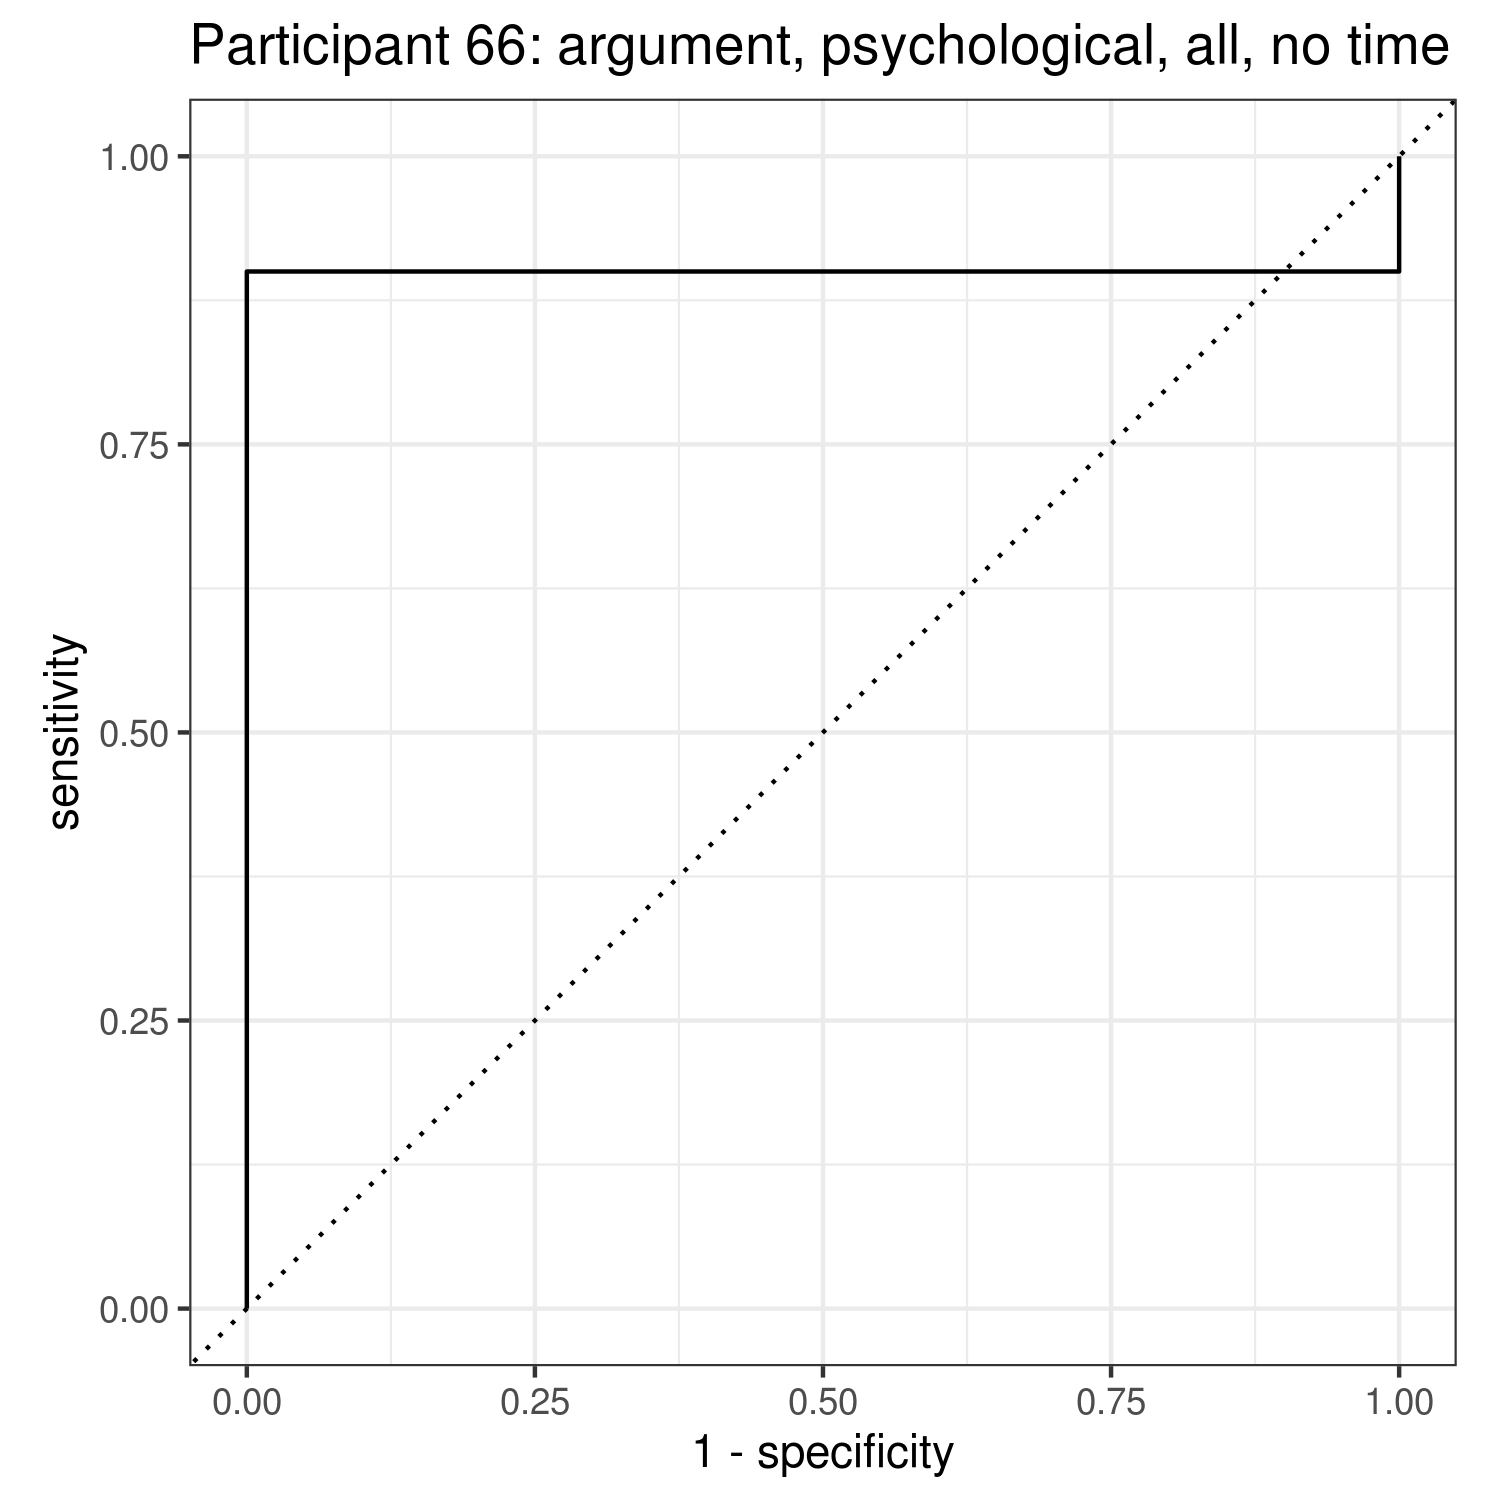 Participant 66: argument, psychological, all, no time
1.00
0.75
0.50
0.25
0.00
sensitivity
0.00 0.25 0.50 0.75 1.00
1 - specificity